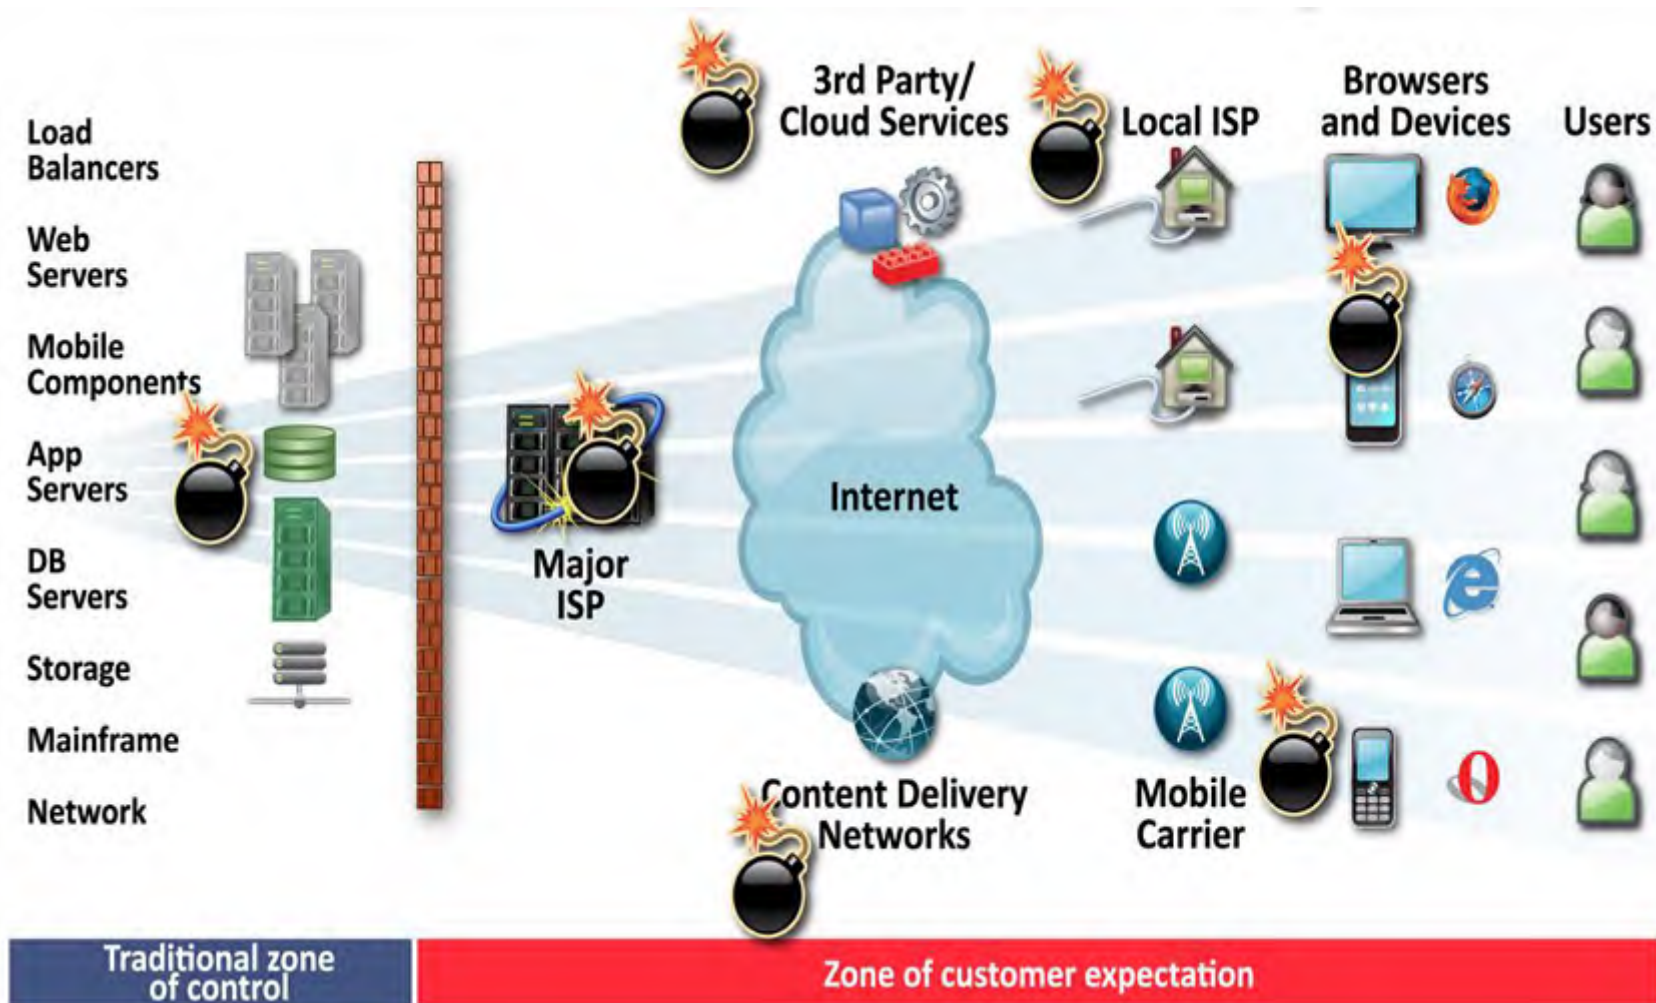 Load
Balancers
Web
Servers
Mobile
Components
App
Servers
DB
Servers
Storage
Mainframe
Network
Major
ISP
3rd Party/
Cloud Services
Internet
Content Delivery
Networks
Local ISP
Mobile
Carrier
Browsers
and Devices
Users
Traditional zone
of control
Zone of customer expectation